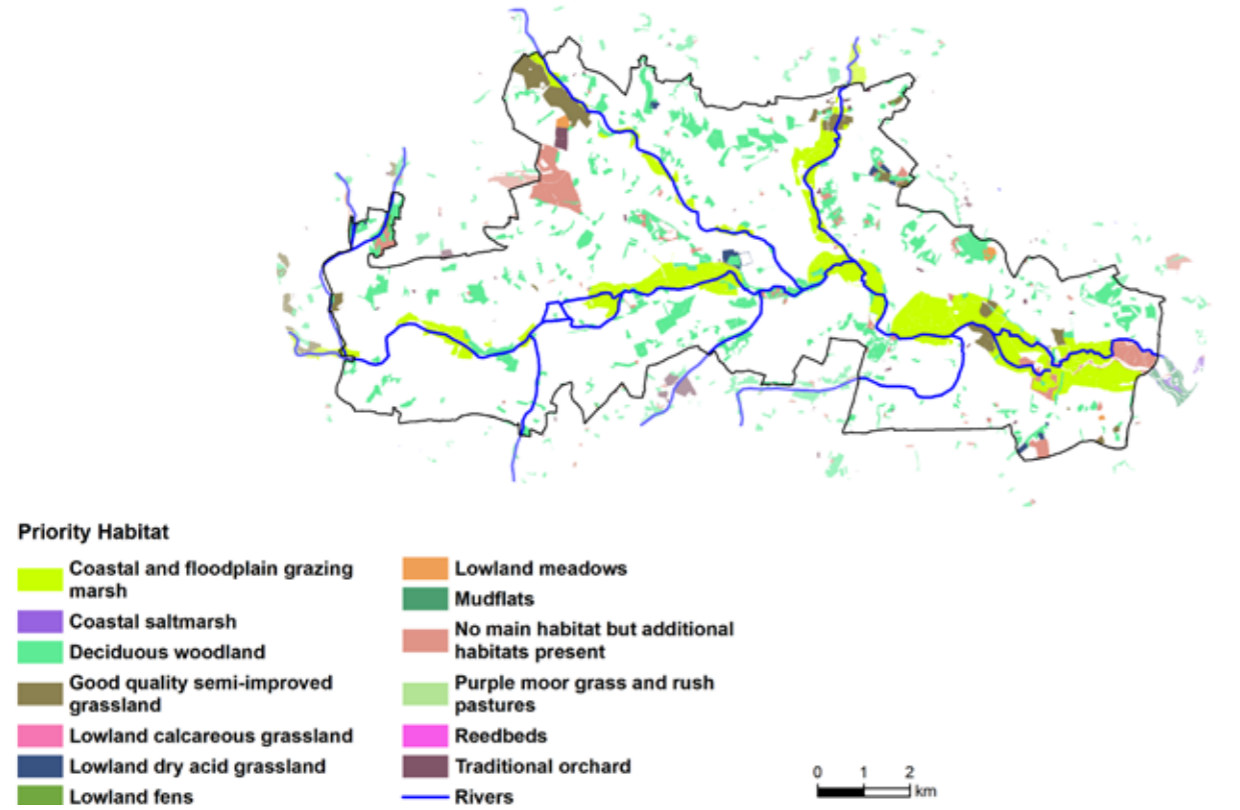 Priority Habitat
Coastal and floodplain grazing
marsh
Coastal saltmarsh
Deciduous woodland
Good quality semi-improved
grassland
Lowland calcareous grassland
Lowland dry acid grassland
Lowland fens
Lowland meadows
Mudflats
No main habitat but additional
habitats present
Purple moor grass and rush
pastures
Reedbeds
Traditional orchard
Rivers
0 1 2
km